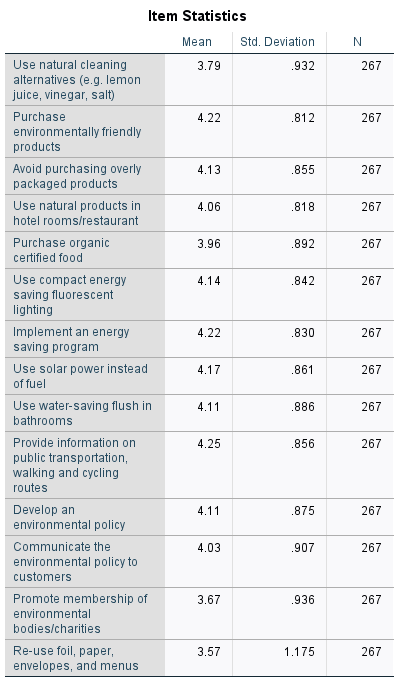 Item Statistics
Mean Std. Deviation N
Use natural cleaning 3.79 .932 267
alternatives (e.g. lemon
juice, vinegar, salt)
Purchase 4.22 .812 267
environmentally friendly
products
Avoid purchasing overly 4.13 .855 267
packaged products
Use natural products in 4.06 .818 267
hotel rooms/restaurant
Purchase organic 3.96 .892 267
certified food
Use compact energy 4.14 .842 267
saving fluorescent
lighting
Implement an energy 4.22 .830 267
saving program
Use solar power instead 4.17 .861 267
of fuel
Use water-saving flush in 4.11 .886 267
bathrooms
Provide information on 4.25 .856 267
public transportation,
walking and cycling
routes
Develop an 4.11 .875 267
environmental policy
Communicate the 4.03 .907 267
environmental policy to
customers
Promote membership of 3.67 .936 267
environmental
bodies/charities
Re-use foil, paper, 3.57 1.175 267
envelopes, and menus